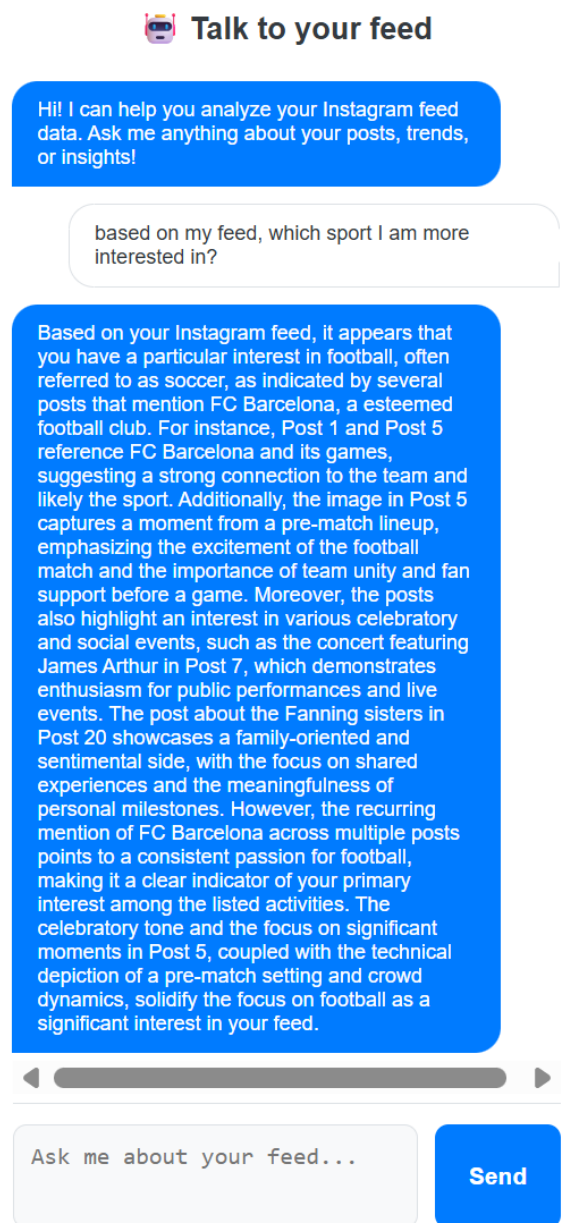 Talk to your feed
Hi! I can help you analyze your Instagram feed
data. Ask me anything about your posts, trends,
or insights!
based on my feed, which sport I am more
interested in?
Based on your Instagram feed, it appears that
you have a particular interest in football, often
referred to as soccer, as indicated by several
posts that mention FC Barcelona, a esteemed
football club. For instance, Post 1 and Post 5
reference FC Barcelona and its games,
suggesting a strong connection to the team and
likely the sport. Additionally, the image in Post 5
captures a moment from a pre-match lineup,
emphasizing the excitement of the football
match and the importance of team unity and fan
support before a game. Moreover, the posts
also highlight an interest in various celebratory
and social events, such as the concert featuring
James Arthur in Post 7, which demonstrates
enthusiasm for public performances and live
events. The post about the Fanning sisters in
Post 20 showcases a family-oriented and
sentimental side, with the focus on shared
experiences and the meaningfulness of
personal milestones. However, the recurring
mention of FC Barcelona across multiple posts
points to a consistent passion for football,
making it a clear indicator of your primary
interest among the listed activities. The
celebratory tone and the focus on significant
moments in Post 5, coupled with the technical
depiction of a pre-match setting and crowd
dynamics, solidify the focus on football as a
significant interest in your feed.
Ask me about your feed...
Send